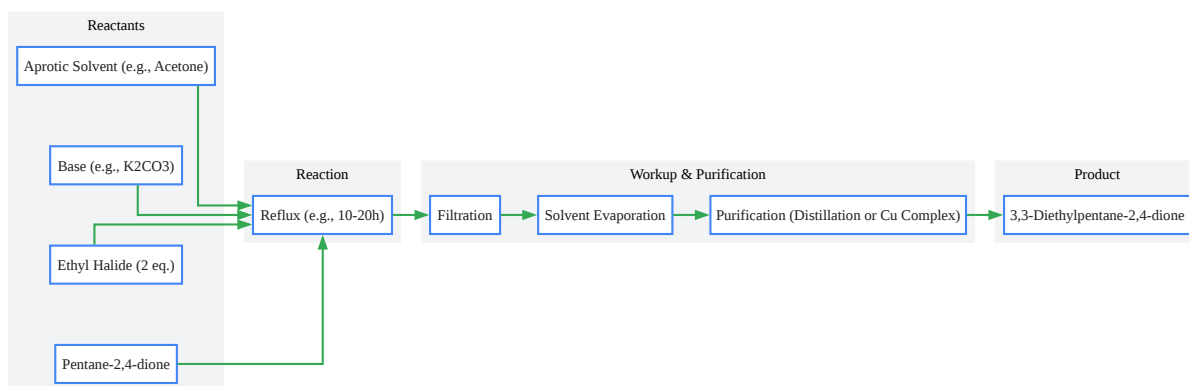 Reactants
Aprotic Solvent (e.g., Acetone)
Base (e.g., K2CO3)
Ethyl Halide (2 eq.)
Pentane-2,4-dione
Reaction
Reflux (e.g., 10-20h)
Workup & Purification
Filtration
Solvent Evaporation
Purification (Distillation or Cu Complex)
Product
3,3-Diethylpentane-2,4-dione